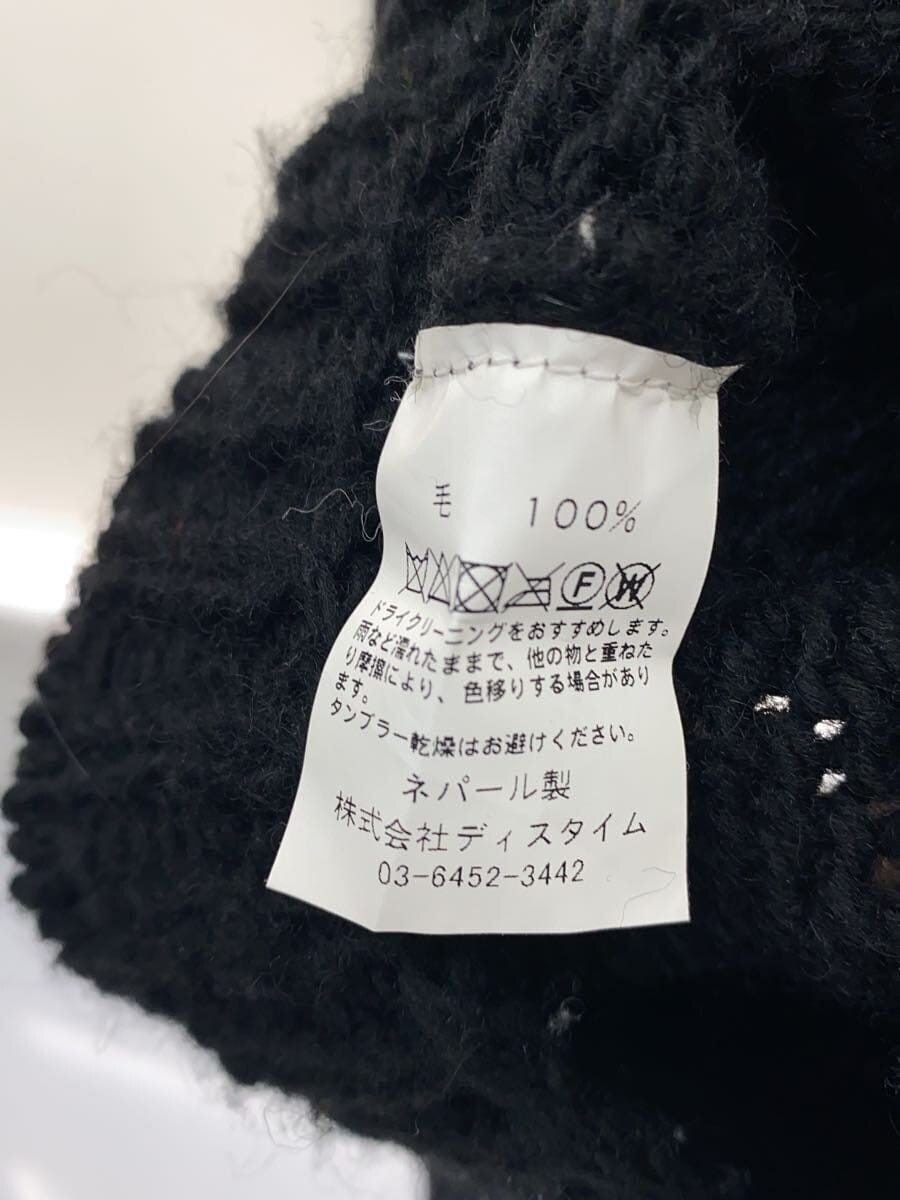 毛 100%
F W
ドライクリーニングをおすすめします。
雨など濡れたままで、他の物と重ねた
り摩擦により、色移りする場合があり
ます。
タンブラー乾燥はお避けください。
ネパール製
株式会社ディスタイム
03-6452-3442